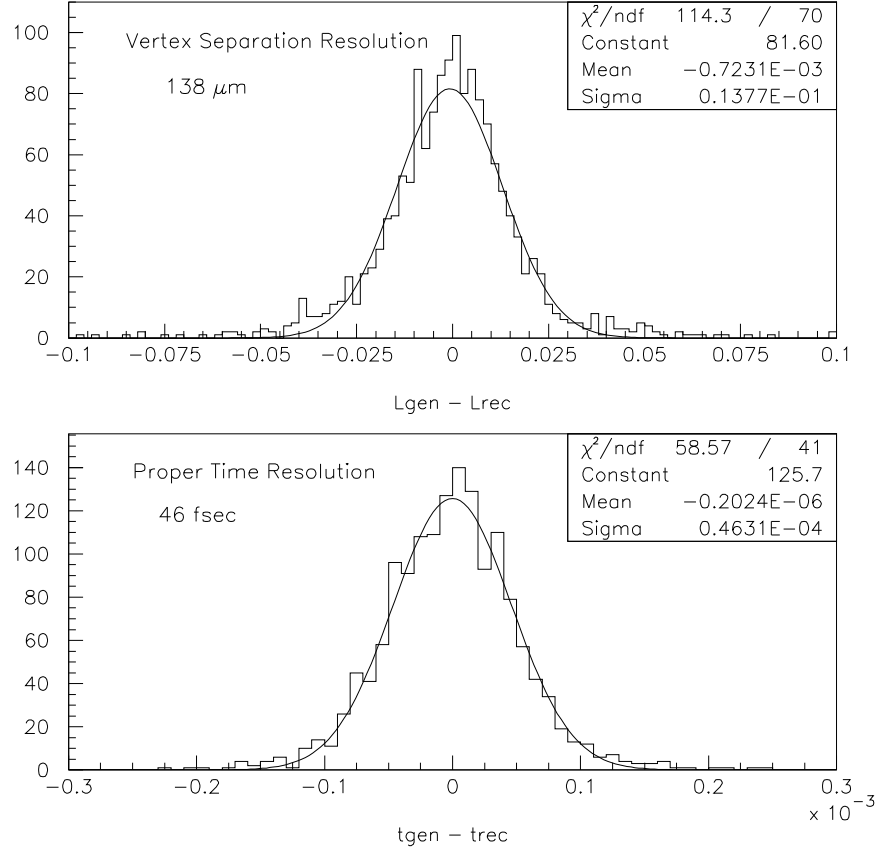 χ²/ndf 114.3 / 70
Constant 81.60
Mean −0.7231E−03
Sigma 0.1377E−01
Vertex Separation Resolution
138 μm
100
80
60
40
20
0
−0.1 −0.075 −0.05 −0.025 0 0.025 0.05 0.075 0.1
Lgen − Lrec
χ²/ndf 58.57 / 41
Constant 125.7
Mean −0.2024E−06
Sigma 0.4631E−04
Proper Time Resolution
46 fsec
140
120
100
80
60
40
20
0
−0.3 −0.2 −0.1 0 0.1 0.2 0.3
x 10⁻³
tgen − trec